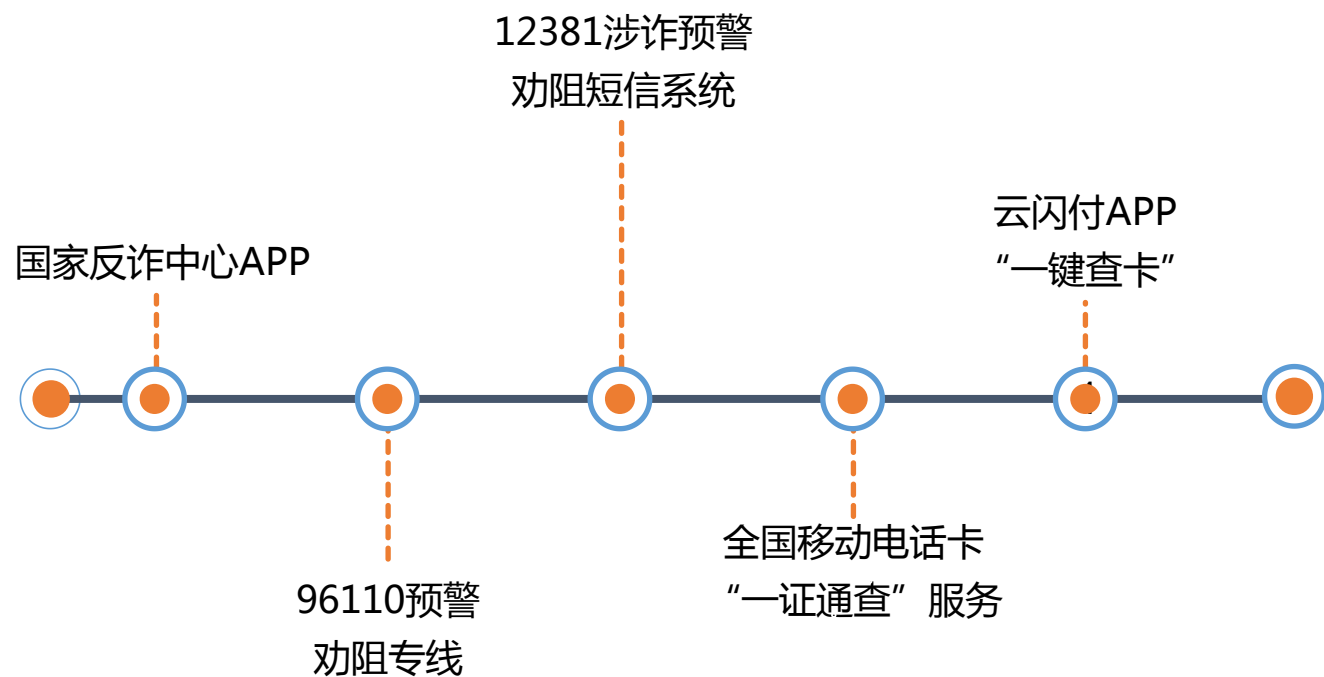 12381涉诈预警
劝阻短信系统
云闪付APP
“一键查卡”
国家反诈中心APP
全国移动电话卡
“一证通查”服务
96110预警
劝阻专线